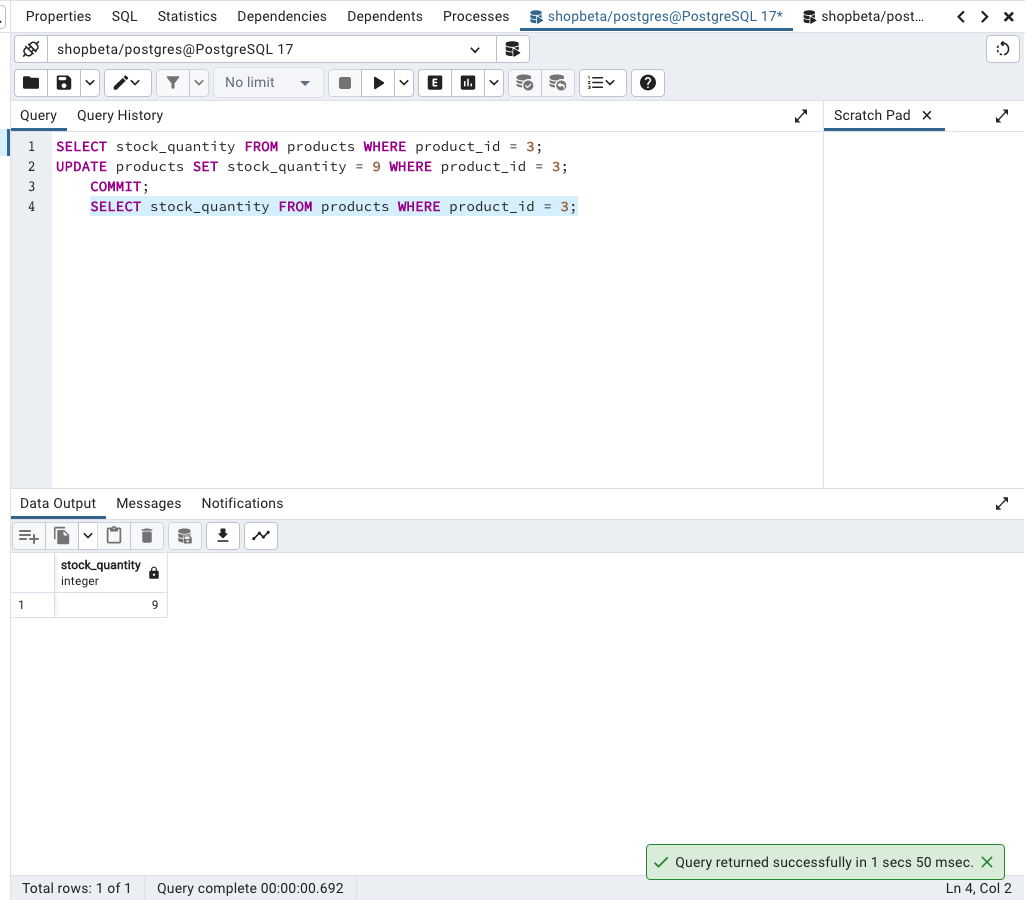 Properties SQL Statistics Dependencies Dependents Processes shopbeta/postgres@PostgreSQL 17* shopbeta/post...
shopbeta/postgres@PostgreSQL 17
No limit
E
Query Query History
Scratch Pad
1 SELECT stock_quantity FROM products WHERE product_id = 3;
2 UPDATE products SET stock_quantity = 9 WHERE product_id = 3;
3 COMMIT;
4 SELECT stock_quantity FROM products WHERE product_id = 3;
Data Output Messages Notifications
stock_quantity
integer
1 9
Query returned successfully in 1 secs 50 msec.
Total rows: 1 of 1 Query complete 00:00:00.692 Ln 4, Col 2